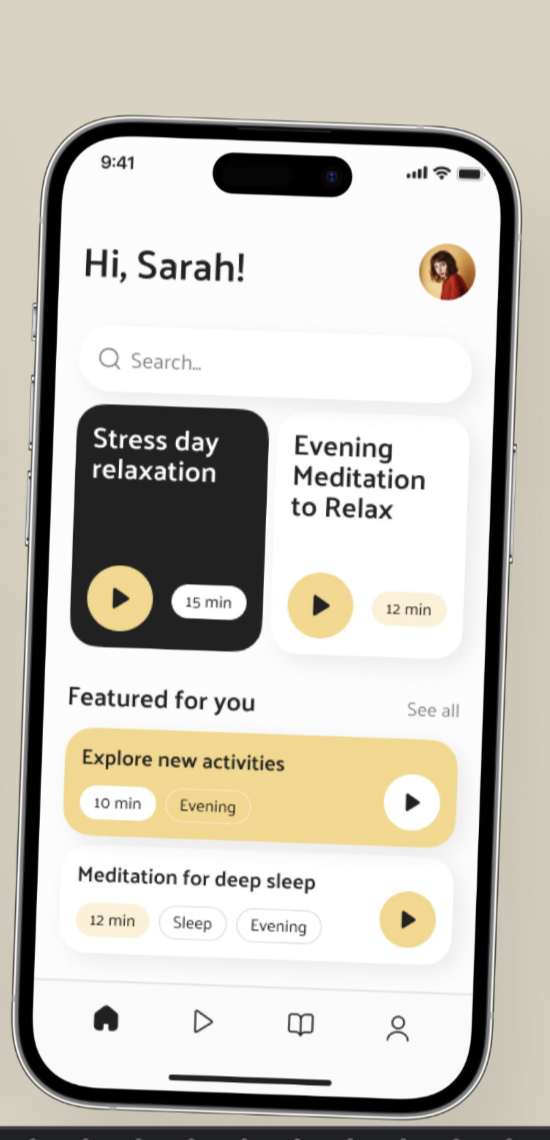 9:41
Hi, Sarah!
Search...
Stress day
relaxation
15 min
Evening
Meditation
to Relax
12 min
Featured for you
See all
Explore new activities
10 min
Evening
Meditation for deep sleep
12 min
Sleep
Evening